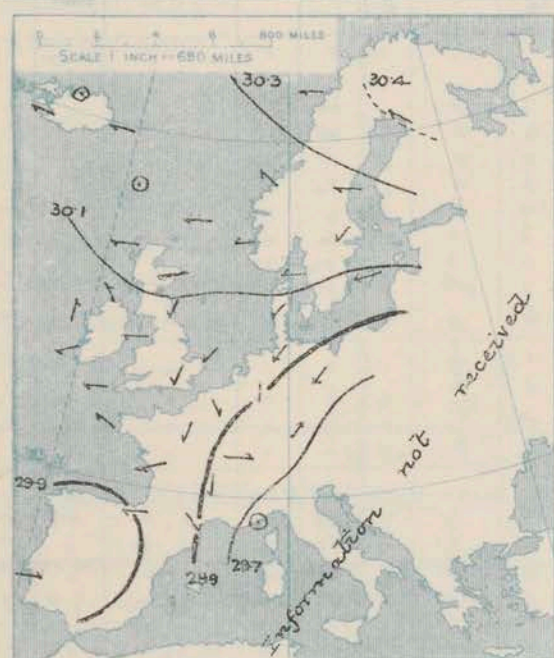 0 2 4 6 800 MILES
SCALE 1 INCH = 680 MILES
30.3
30.4
30.1
29.9
29.9
29.7
Information not received